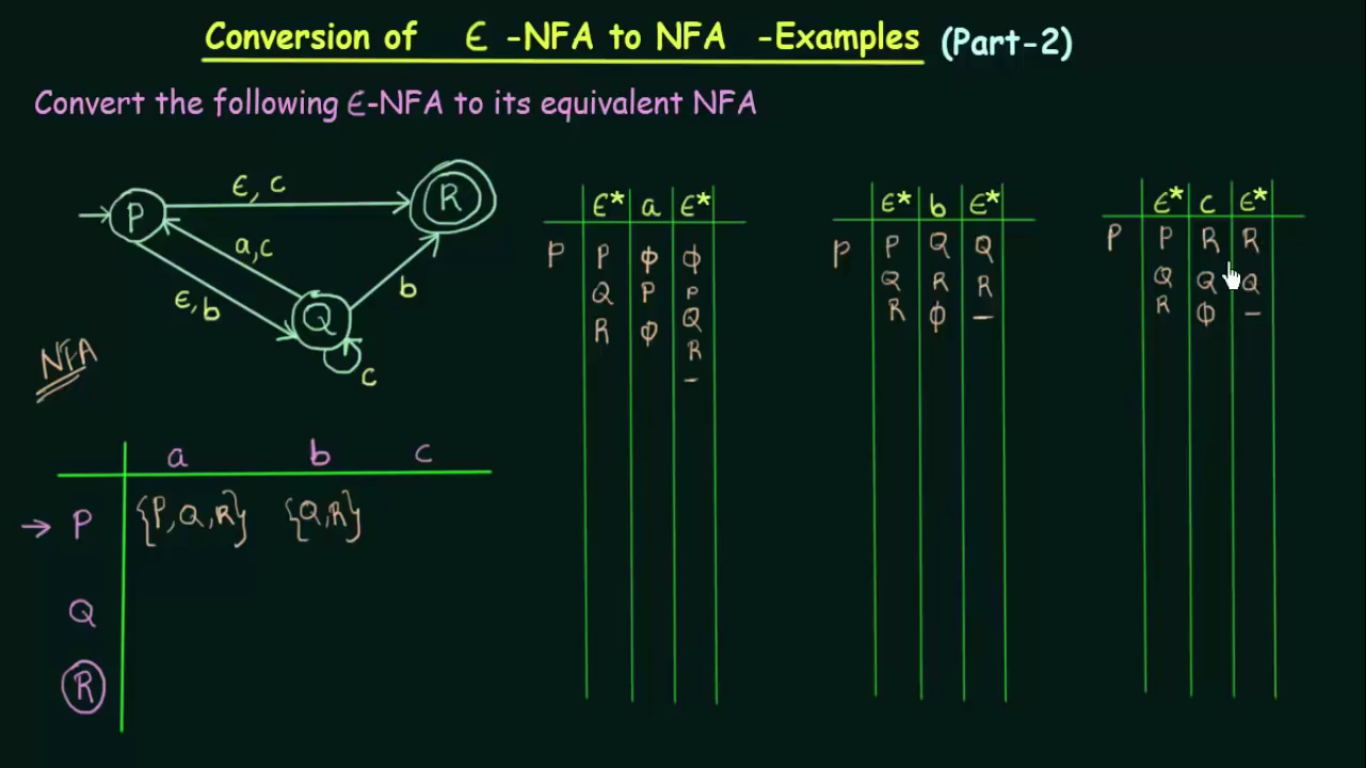 Conversion of ϵ -NFA to NFA -Examples (Part-2)
Convert the following ϵ-NFA to its equivalent NFA
ϵ, c
P
R
a,c
ϵ,b
b
Q
c
NFA
a b c
→ P {P,Q,R} {Q,R}
Q
R
ϵ* a ϵ*
P P ϕ ϕ
Q P P
Q
R ϕ R
–
ϵ* b ϵ*
P P Q Q
Q R R
R ϕ –
ϵ* c ϵ*
P P R R
Q Q Q
R ϕ –